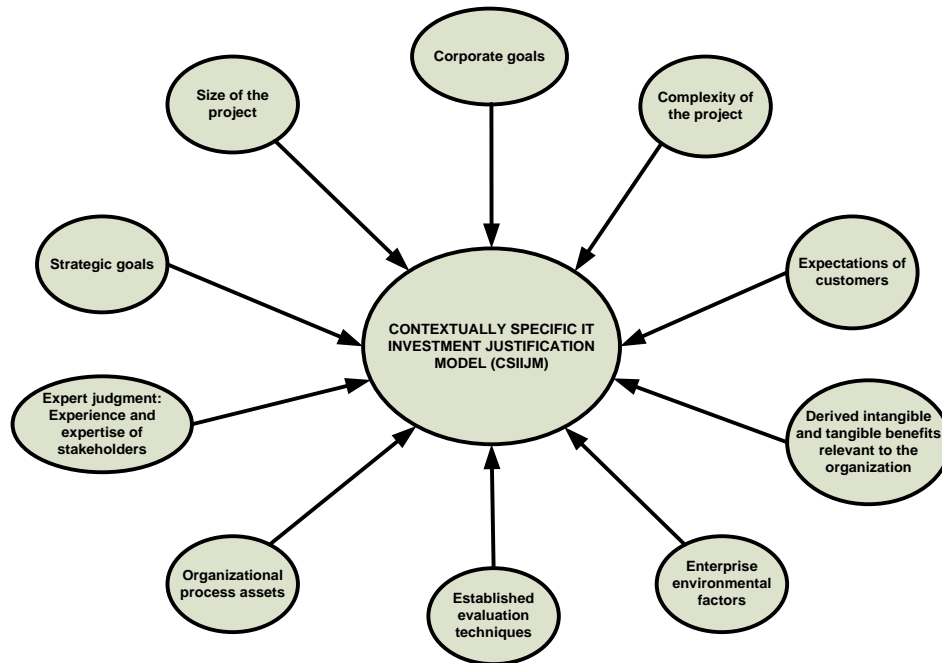 Corporate goals
Size of the
project
Complexity of
the project
Strategic goals
Expectations of
customers
CONTEXTUALLY SPECIFIC IT
INVESTMENT JUSTIFICATION
MODEL (CSIIJM)
Expert judgment:
Experience and
expertise of
stakeholders
Derived intangible
and tangible benefits
relevant to the
organization
Organizational
process assets
Established
evaluation
techniques
Enterprise
environmental
factors